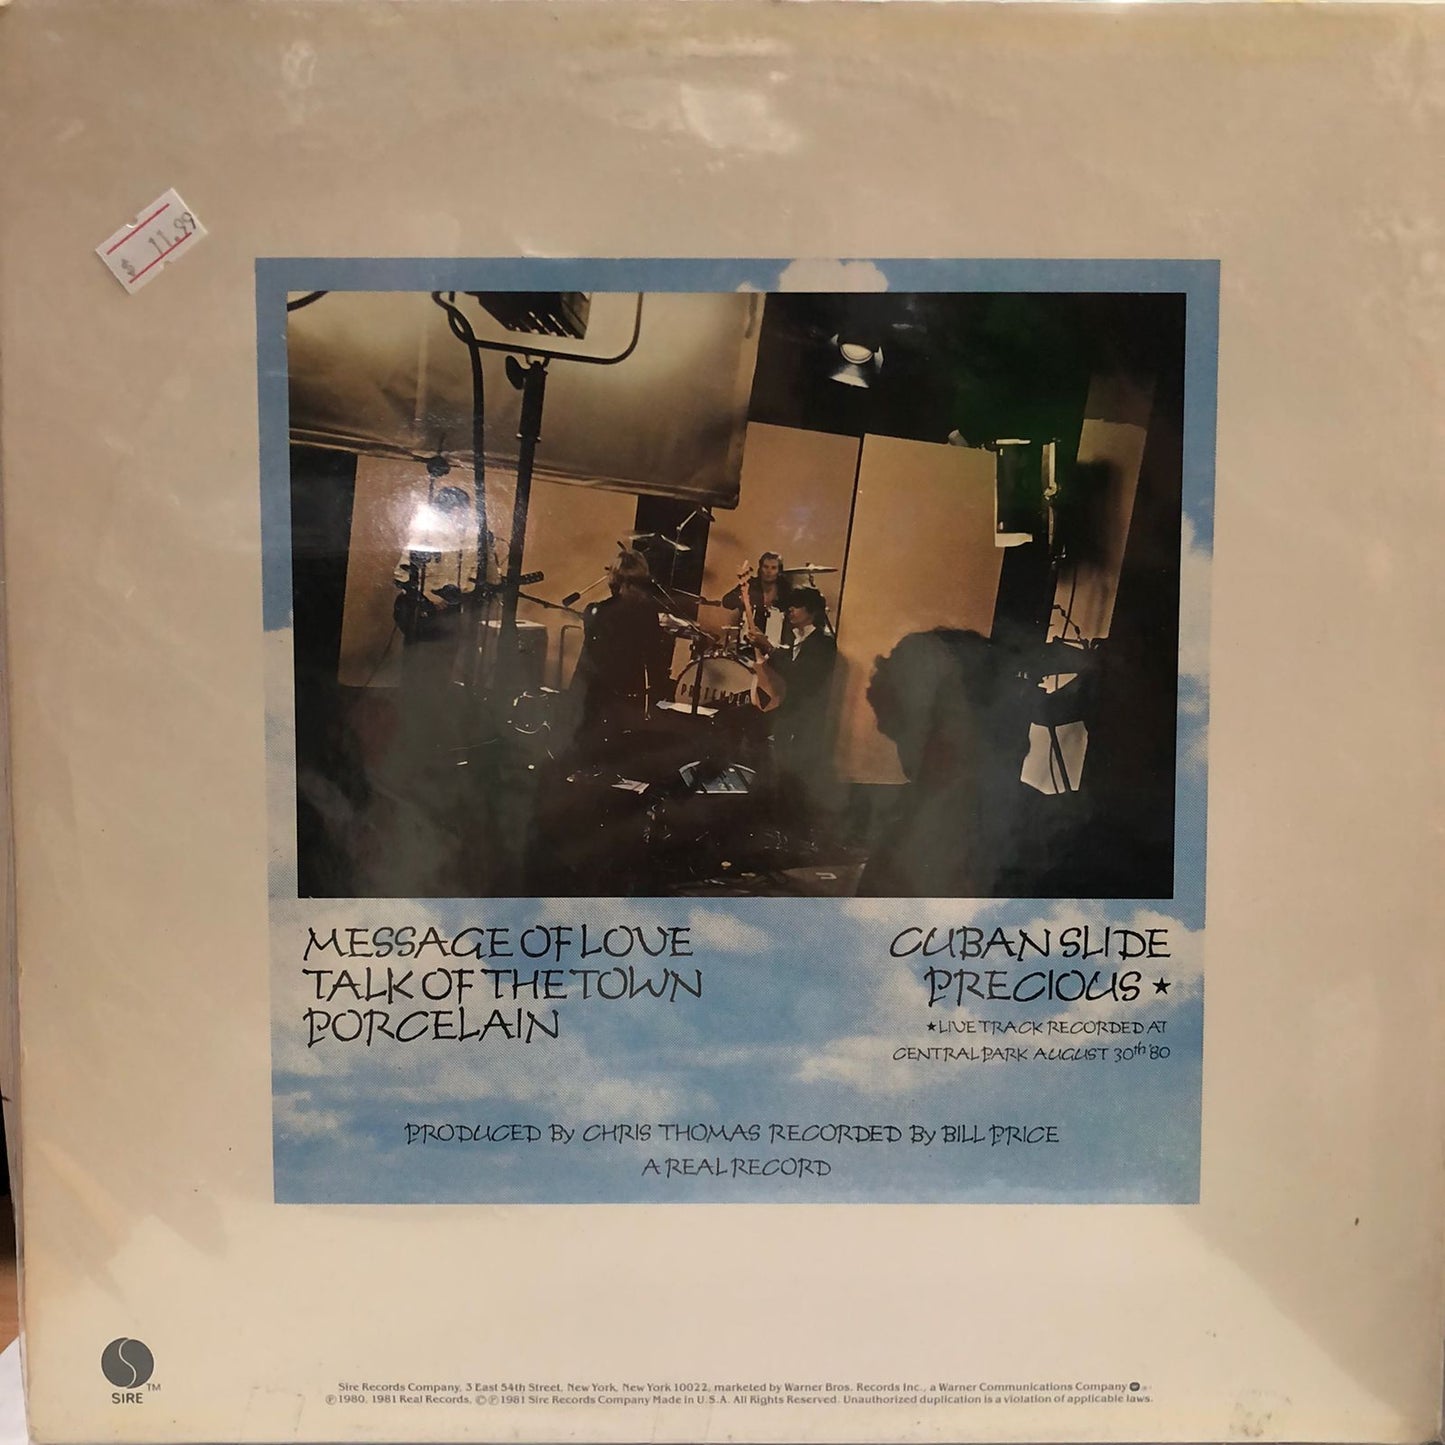 $ 11.99
PRETENDERS
MESSAGE OF LOVE
TALK OF THE TOWN
PORCELAIN
CUBAN SLIDE
PRECIOUS ★
★LIVE TRACK RECORDED AT
CENTRAL PARK AUGUST 30th '80
PRODUCED By CHRIS THOMAS RECORDED By BILL PRICE
A REAL RECORD
SIRE TM
Sire Records Company, 3 East 54th Street, New York, New York 10022, marketed by Warner Bros. Records Inc., a Warner Communications Company
℗1980, 1981 Real Records, ©℗1981 Sire Records Company Made in U.S.A. All Rights Reserved. Unauthorized duplication is a violation of applicable laws.